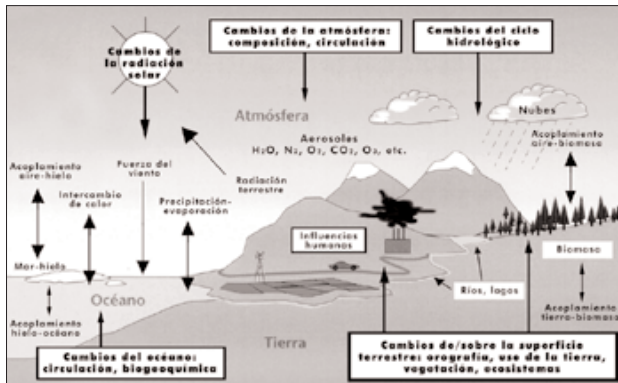 Cambios de
la radiación
solar
Cambios de la atmósfera:
composición, circulación
Cambios del ciclo
hidrológico
Atmósfera
Nubes
Aerosoles
H₂O, N₂, O₂, CO₂, O₃, etc.
Acoplamiento
aire-biomasa
Acoplamiento
aire-hielo
Fuerza del
viento
Radiación
terrestre
Intercambio
de calor
Precipitación-
evaporación
Influencias
humanas
Biomasa
Mar-hielo
Océano
Ríos, lagos
Acoplamiento
hielo-océano
Acoplamiento
tierra-biomasa
Tierra
Cambios del océano:
circulación, biogeoquímica
Cambios de/sobre la superficie
terrestre: orografía, use de la tierra,
vegetación, ecosistemas